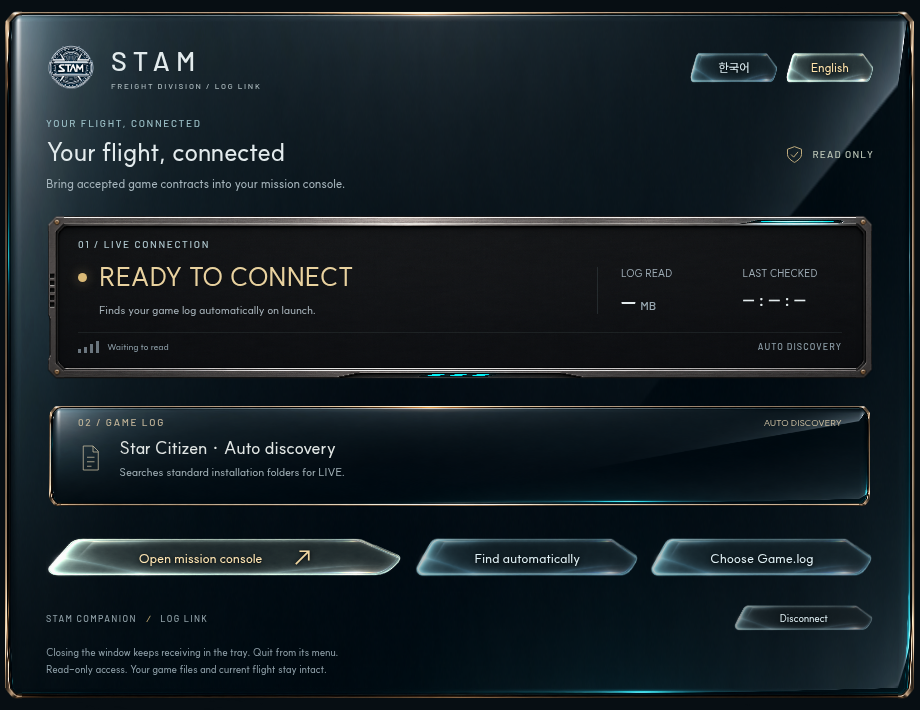 STAM
STAM
FREIGHT DIVISION / LOG LINK
한국어
English
YOUR FLIGHT, CONNECTED
Your flight, connected
Bring accepted game contracts into your mission console.
READ ONLY
01 / LIVE CONNECTION
READY TO CONNECT
Finds your game log automatically on launch.
LOG READ
— MB
LAST CHECKED
—:—:—
Waiting to read
AUTO DISCOVERY
02 / GAME LOG
AUTO DISCOVERY
Star Citizen · Auto discovery
Searches standard installation folders for LIVE.
Open mission console
Find automatically
Choose Game.log
STAM COMPANION / LOG LINK
Disconnect
Closing the window keeps receiving in the tray. Quit from its menu.
Read-only access. Your game files and current flight stay intact.